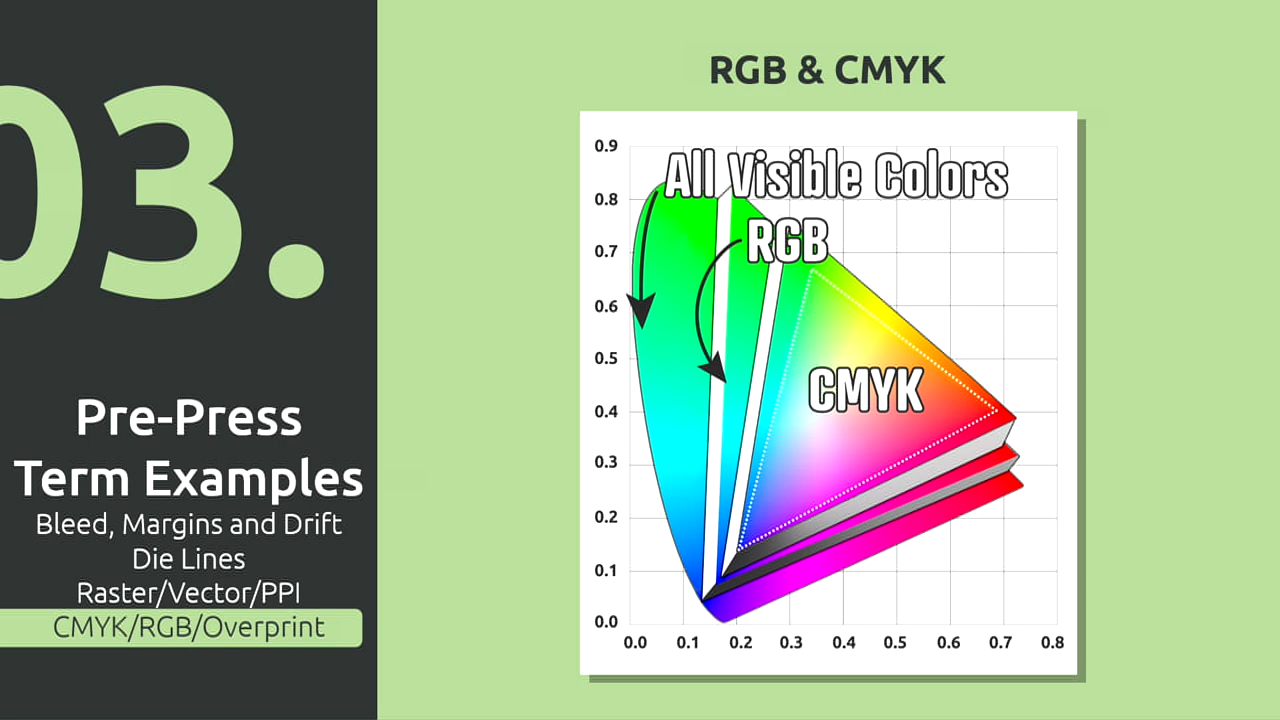 03.
Pre-Press
Term Examples
Bleed, Margins and Drift
Die Lines
Raster/Vector/PPI
CMYK/RGB/Overprint
RGB & CMYK
All Visible Colors
RGB
CMYK
0.9
0.8
0.7
0.6
0.5
0.4
0.3
0.2
0.1
0.0
0.0 0.1 0.2 0.3 0.4 0.5 0.6 0.7 0.8